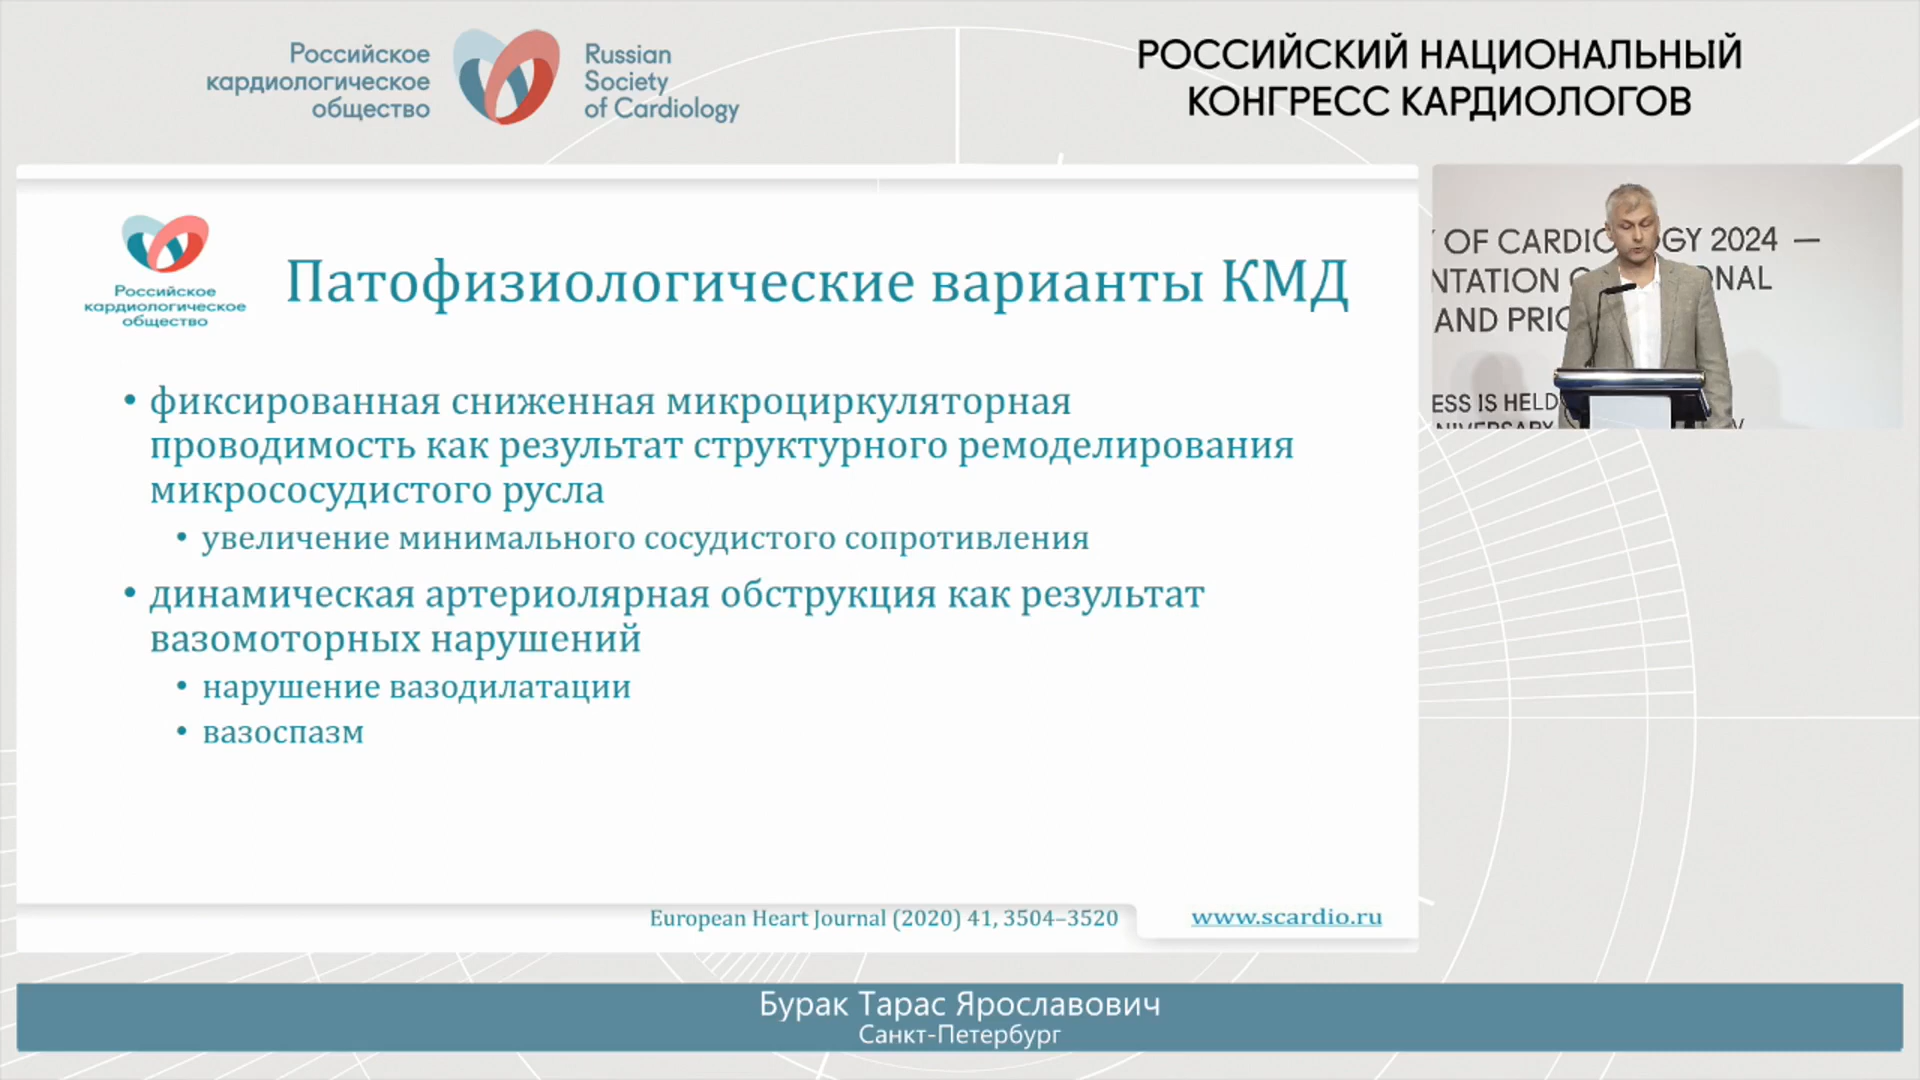 Российское
кардиологическое
общество
Russian
Society
of Cardiology
РОССИЙСКИЙ НАЦИОНАЛЬНЫЙ
КОНГРЕСС КАРДИОЛОГОВ
Российское
кардиологическое
общество
Патофизиологические варианты КМД
• фиксированная сниженная микроциркуляторная
проводимость как результат структурного ремоделирования
микрососудистого русла
• увеличение минимального сосудистого сопротивления
• динамическая артериолярная обструкция как результат
вазомоторных нарушений
• нарушение вазодилатации
• вазоспазм
European Heart Journal (2020) 41, 3504–3520
www.scardio.ru
OF CARDIO GY 2024 —
NTATION NAL
AND PRIO
ESS IS HELD
Бурак Тарас Ярославович
Санкт-Петербург